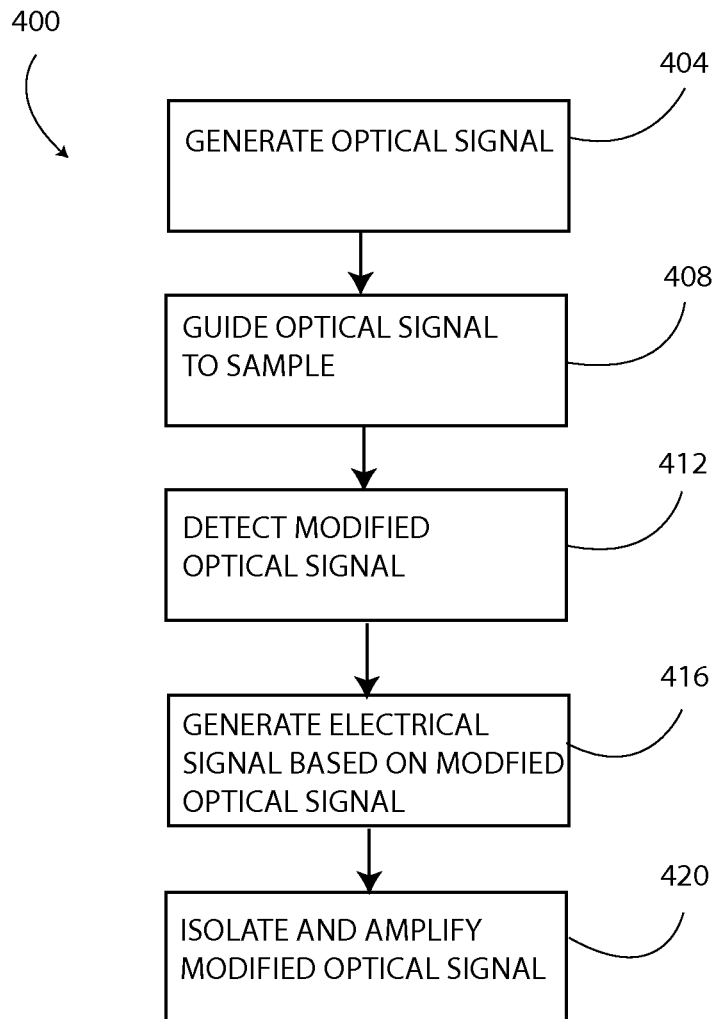 400
404
GENERATE OPTICAL SIGNAL
408
GUIDE OPTICAL SIGNAL
TO SAMPLE
412
DETECT MODIFIED
OPTICAL SIGNAL
416
GENERATE ELECTRICAL
SIGNAL BASED ON MODFIED
OPTICAL SIGNAL
420
ISOLATE AND AMPLIFY
MODIFIED OPTICAL SIGNAL